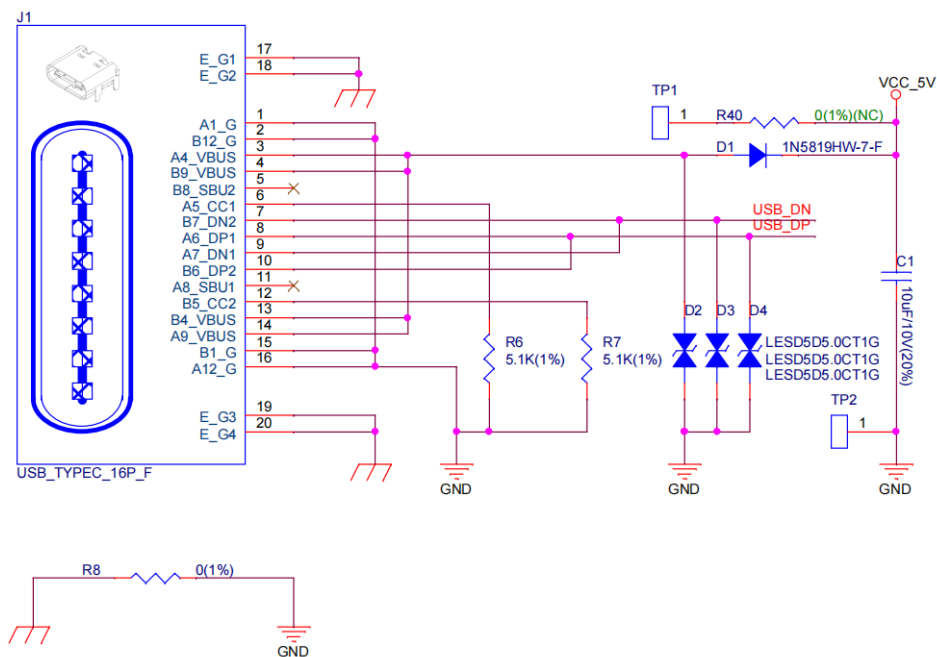 J1
E_G1 17
E_G2 18
A1_G 1
B12_G 2
A4_VBUS 3
B9_VBUS 4
B8_SBU2 5
A5_CC1 6
B7_DN2 7
A6_DP1 8
A7_DN1 9
B6_DP2 10
A8_SBU1 11
B5_CC2 12
B4_VBUS 13
A9_VBUS 14
B1_G 15
A12_G 16
E_G3 19
E_G4 20
USB_TYPEC_16P_F
VCC_5V
TP1
1
R40 0(1%)(NC)
D1 1N5819HW-7-F
USB_DN
USB_DP
C1
10uF/10V(20%)
D2 D3 D4
LESD5D5.0CT1G
LESD5D5.0CT1G
LESD5D5.0CT1G
R6
5.1K(1%)
R7
5.1K(1%)
TP2
1
GND
GND
GND
R8 0(1%)
GND